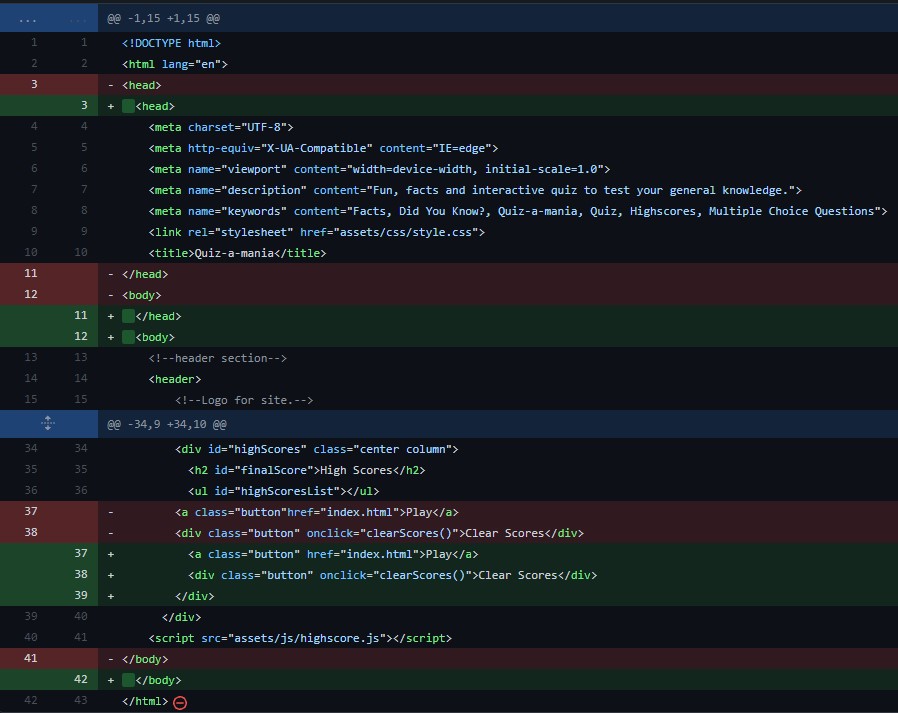 ... ... @@ -1,15 +1,15 @@
1 1 <!DOCTYPE html>
2 2 <html lang="en">
3 - <head>
3 + <head>
4 4 <meta charset="UTF-8">
5 5 <meta http-equiv="X-UA-Compatible" content="IE=edge">
6 6 <meta name="viewport" content="width=device-width, initial-scale=1.0">
7 7 <meta name="description" content="Fun, facts and interactive quiz to test your general knowledge.">
8 8 <meta name="keywords" content="Facts, Did You Know?, Quiz-a-mania, Quiz, Highscores, Multiple Choice Questions">
9 9 <link rel="stylesheet" href="assets/css/style.css">
10 10 <title>Quiz-a-mania</title>
11 - </head>
12 - <body>
11 + </head>
12 + <body>
13 13 <!--header section-->
14 14 <header>
15 15 <!--Logo for site.-->
@@ -34,9 +34,10 @@
34 34 <div id="highScores" class="center column">
35 35 <h2 id="finalScore">High Scores</h2>
36 36 <ul id="highScoresList"></ul>
37 - <a class="button"href="index.html">Play</a>
38 - <div class="button" onclick="clearScores()">Clear Scores</div>
37 + <a class="button" href="index.html">Play</a>
38 + <div class="button" onclick="clearScores()">Clear Scores</div>
39 + </div>
39 40 </div>
40 41 <script src="assets/js/highscore.js"></script>
41 - </body>
42 + </body>
42 43 </html>